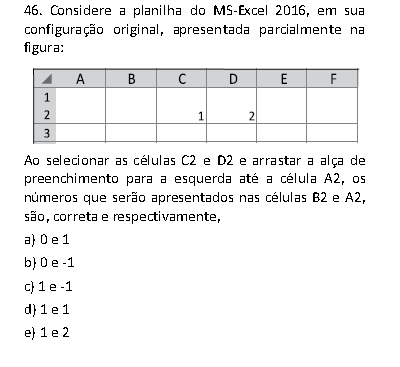 46. Considere a planilha do MS-Excel 2016, em sua
configuração original, apresentada parcialmente na
figura:
A B C D E F
1
2 1 2
3
Ao selecionar as células C2 e D2 e arrastar a alça de
preenchimento para a esquerda até a célula A2, os
números que serão apresentados nas células B2 e A2,
são, correta e respectivamente,
a) 0 e 1
b) 0 e -1
c) 1 e -1
d) 1 e 1
e) 1 e 2